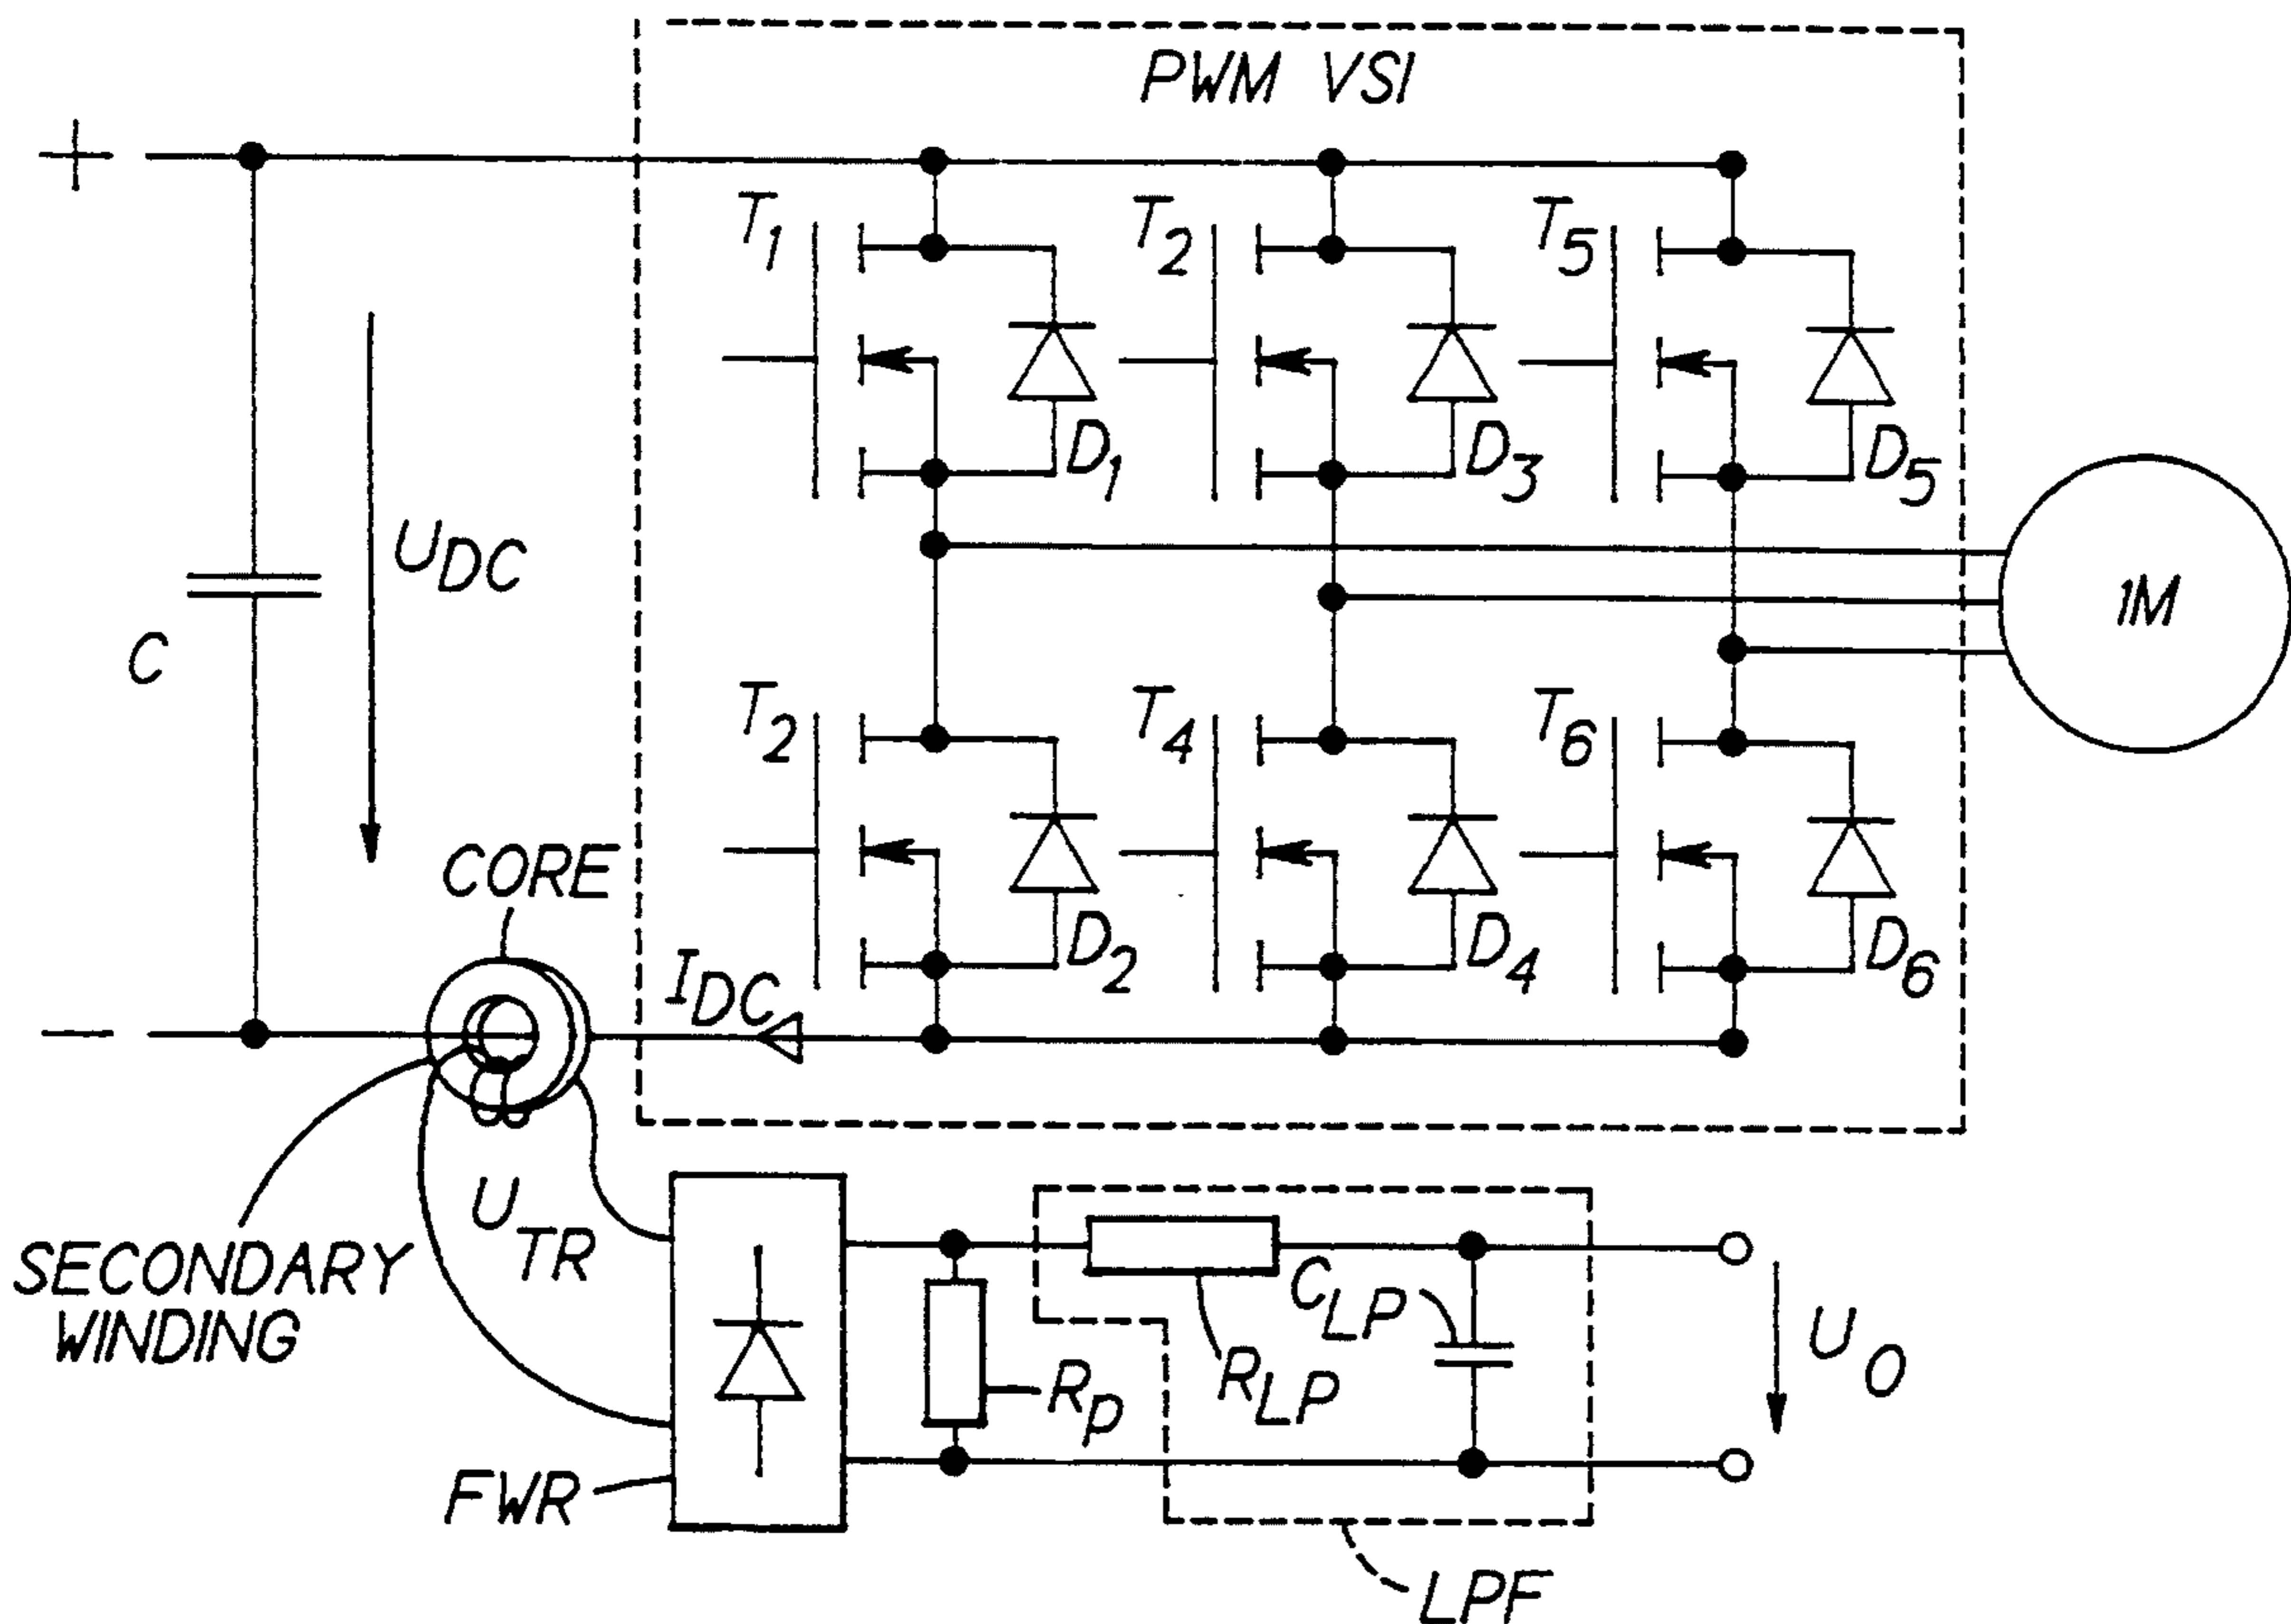 PWM VSI
+
T1
T2
T5
D1
D3
D5
UDC
C
1M
T2
T4
T6
CORE
D2
D4
D6
IDC
−
UTR
SECONDARY
WINDING
CLP
RP
RLP
UO
FWR
LPF